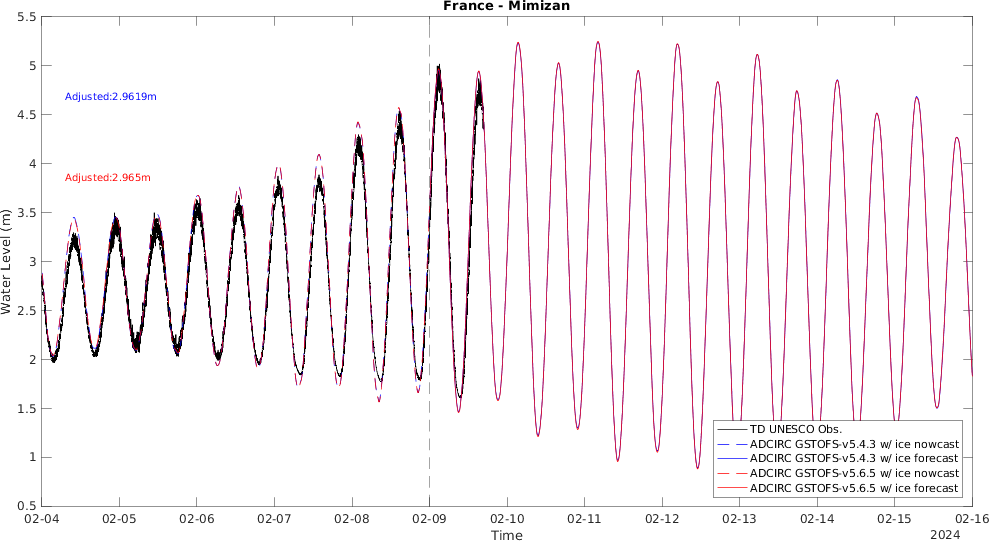 France - Mimizan
5.5
5
4.5
4
3.5
3
2.5
2
1.5
1
0.5
Water Level (m)
Adjusted:2.9619m
Adjusted:2.965m
TD UNESCO Obs.
ADCIRC GSTOFS-v5.4.3 w/ ice nowcast
ADCIRC GSTOFS-v5.4.3 w/ ice forecast
ADCIRC GSTOFS-v5.6.5 w/ ice nowcast
ADCIRC GSTOFS-v5.6.5 w/ ice forecast
02-04 02-05 02-06 02-07 02-08 02-09 02-10 02-11 02-12 02-13 02-14 02-15 02-16
Time
2024